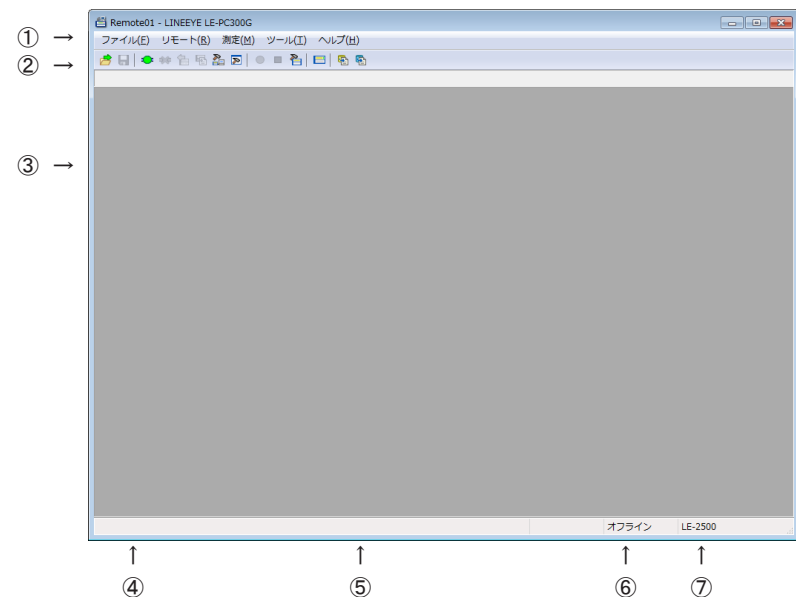 Remote01 - LINEEYE LE-PC300G
① → ファイル(F) リモート(R) 測定(M) ツール(T) ヘルプ(H)
② →
③ →
オフライン LE-2500
↑ ↑ ↑ ↑
④ ⑤ ⑥ ⑦